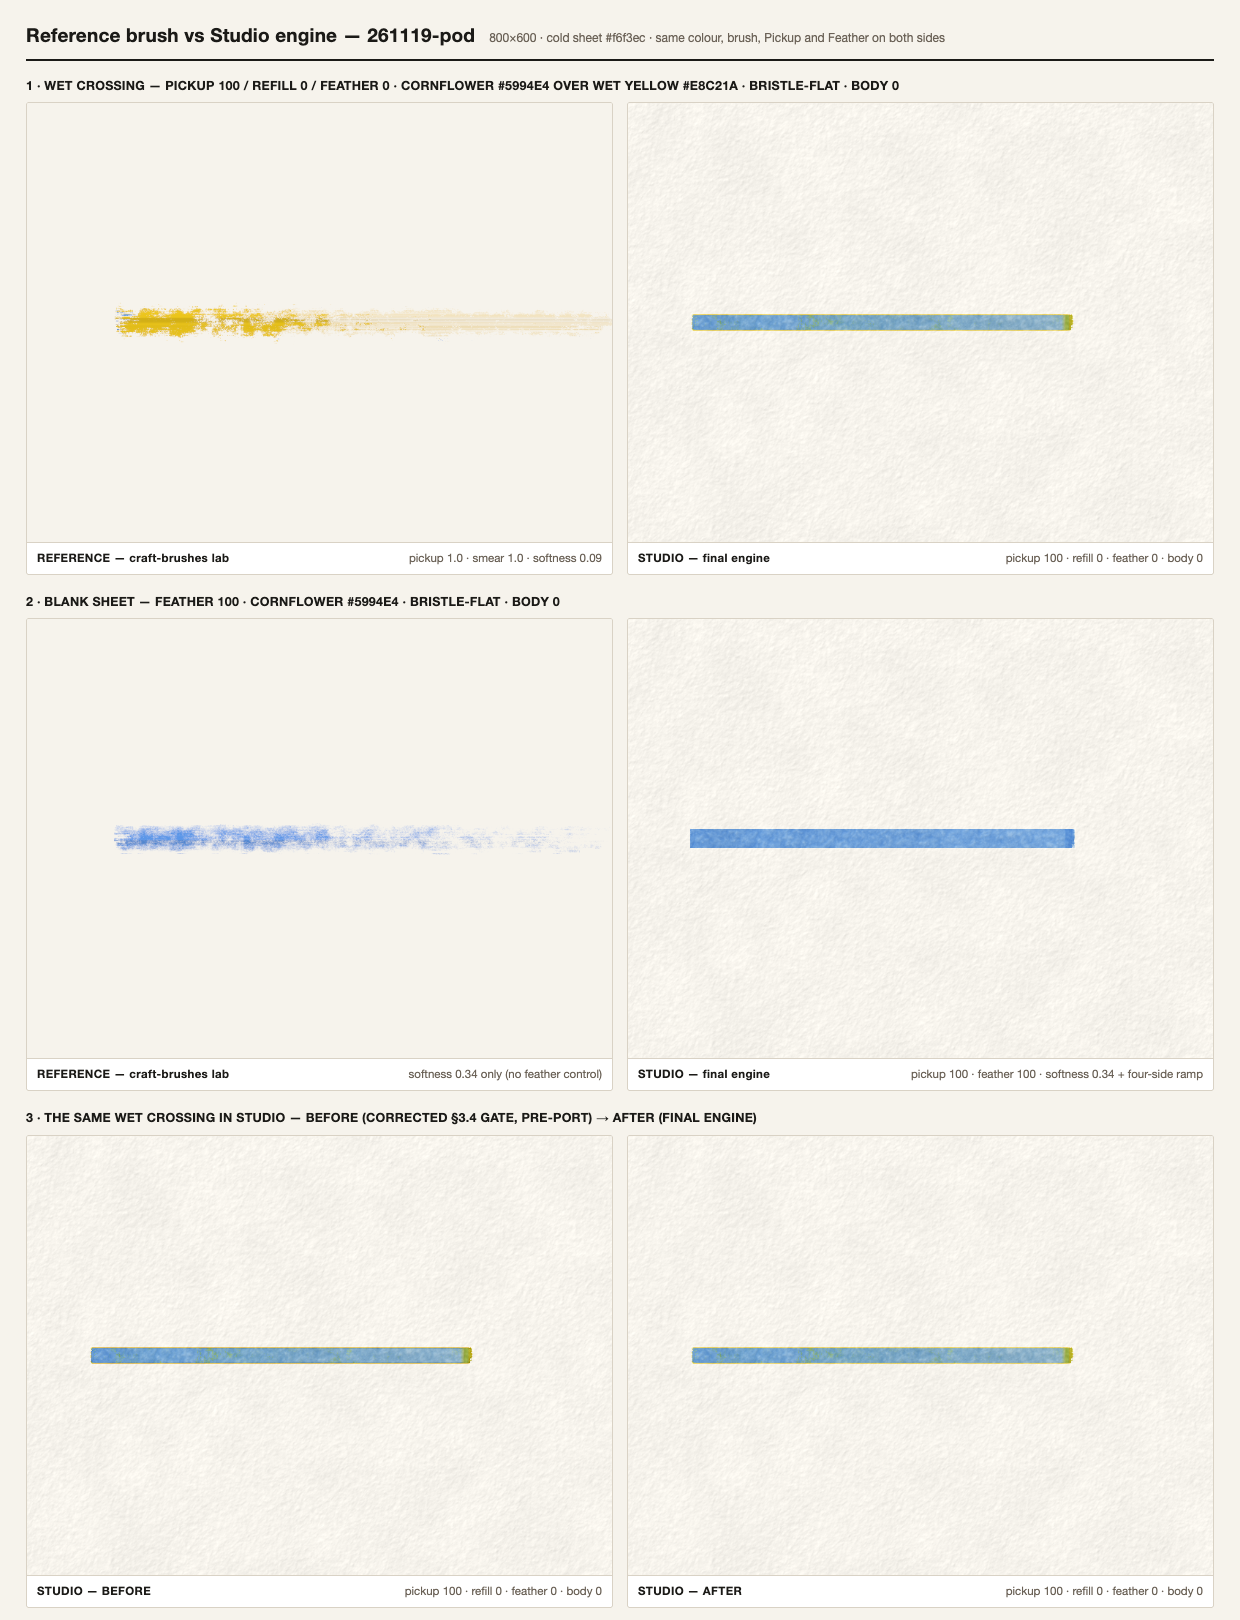 Reference brush vs Studio engine — 261119-pod 800×600 · cold sheet #f6f3ec · same colour, brush, Pickup and Feather on both sides
1 · WET CROSSING — PICKUP 100 / REFILL 0 / FEATHER 0 · CORNFLOWER #5994E4 OVER WET YELLOW #E8C21A · BRISTLE-FLAT · BODY 0
REFERENCE — craft-brushes lab pickup 1.0 · smear 1.0 · softness 0.09
STUDIO — final engine pickup 100 · refill 0 · feather 0 · body 0
2 · BLANK SHEET — FEATHER 100 · CORNFLOWER #5994E4 · BRISTLE-FLAT · BODY 0
REFERENCE — craft-brushes lab softness 0.34 only (no feather control)
STUDIO — final engine pickup 100 · feather 100 · softness 0.34 + four-side ramp
3 · THE SAME WET CROSSING IN STUDIO — BEFORE (CORRECTED §3.4 GATE, PRE-PORT) → AFTER (FINAL ENGINE)
STUDIO — BEFORE pickup 100 · refill 0 · feather 0 · body 0
STUDIO — AFTER pickup 100 · refill 0 · feather 0 · body 0